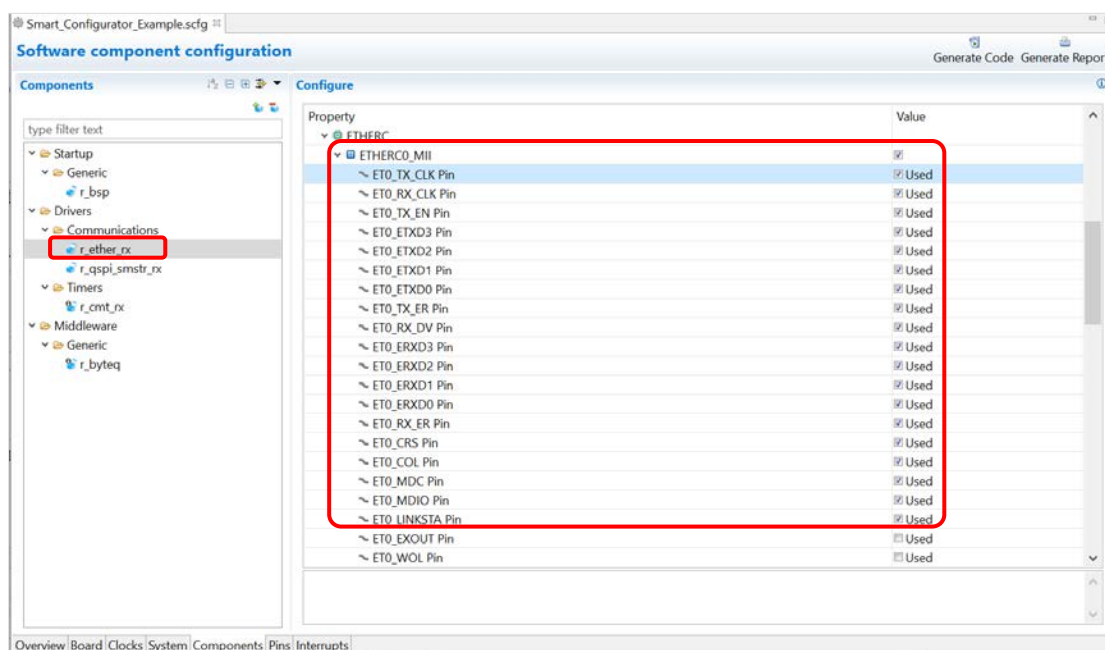 Smart_Configurator_Example.scfg
Software component configuration
Generate Code Generate Repor
Components
Configure
type filter text
Startup
Generic
r_bsp
Drivers
Communications
r_ether_rx
r_qspi_smstr_rx
Timers
r_cmt_rx
Middleware
Generic
r_byteq
Property Value
ETHERC
ETHERC0_MII
ET0_TX_CLK Pin Used
ET0_RX_CLK Pin Used
ET0_TX_EN Pin Used
ET0_ETXD3 Pin Used
ET0_ETXD2 Pin Used
ET0_ETXD1 Pin Used
ET0_ETXD0 Pin Used
ET0_TX_ER Pin Used
ET0_RX_DV Pin Used
ET0_ERXD3 Pin Used
ET0_ERXD2 Pin Used
ET0_ERXD1 Pin Used
ET0_ERXD0 Pin Used
ET0_RX_ER Pin Used
ET0_CRS Pin Used
ET0_COL Pin Used
ET0_MDC Pin Used
ET0_MDIO Pin Used
ET0_LINKSTA Pin Used
ET0_EXOUT Pin Used
ET0_WOL Pin Used
Overview Board Clocks System Components Pins Interrupts